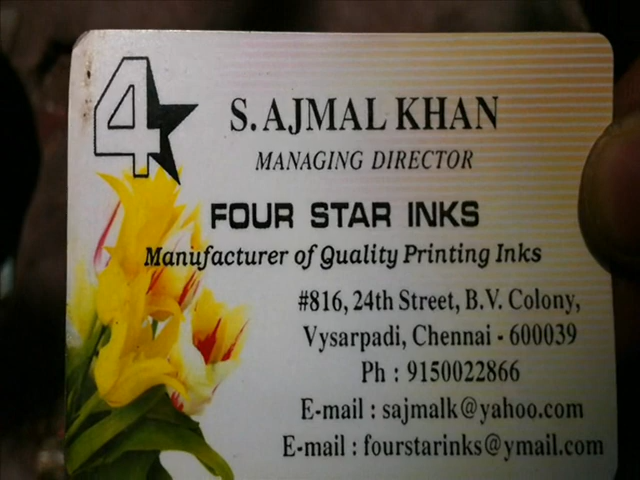 4
S. AJMAL KHAN
MANAGING DIRECTOR
FOUR STAR INKS
Manufacturer of Quality Printing Inks
#816, 24th Street, B.V. Colony,
Vysarpadi, Chennai - 600039
Ph : 9150022866
E-mail : sajmalk@yahoo.com
E-mail : fourstarinks@ymail.com